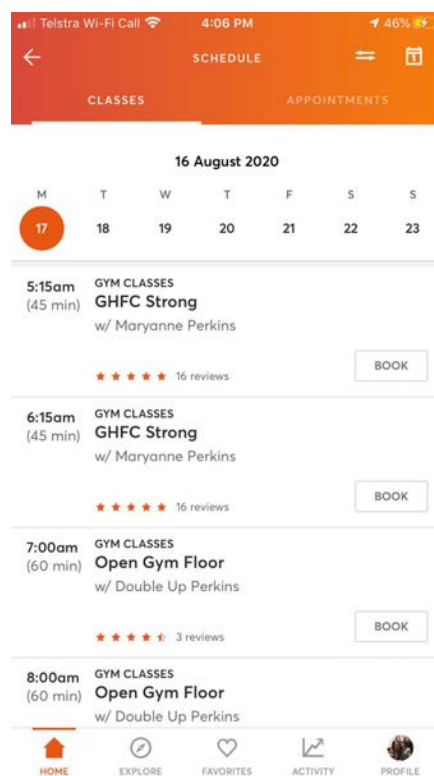 Telstra Wi-Fi Call 4:06 PM 46%
SCHEDULE 1
CLASSES APPOINTMENTS
16 August 2020
M T W T F S S
17 18 19 20 21 22 23
5:15am GYM CLASSES
(45 min) GHFC Strong
w/ Maryanne Perkins
16 reviews BOOK
6:15am GYM CLASSES
(45 min) GHFC Strong
w/ Maryanne Perkins
16 reviews BOOK
7:00am GYM CLASSES
(60 min) Open Gym Floor
w/ Double Up Perkins
3 reviews BOOK
8:00am GYM CLASSES
(60 min) Open Gym Floor
w/ Double Up Perkins
HOME EXPLORE FAVORITES ACTIVITY PROFILE